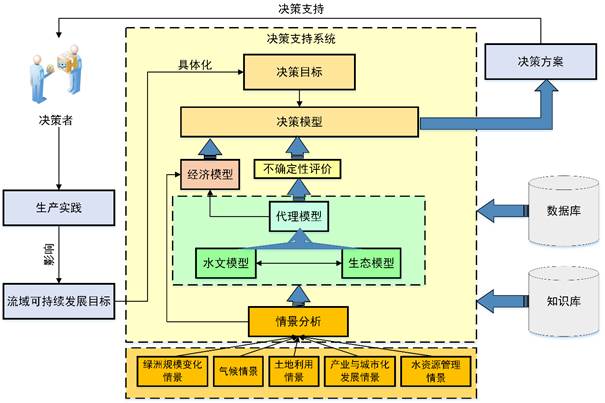 决策支持
决策支持系统
决策者
具体化
决策目标
决策方案
决策模型
经济模型
不确定性评价
生产实践
代理模型
数据库
影响
水文模型
生态模型
流域可持续发展目标
情景分析
知识库
绿洲规模变化
情景
气候情景
土地利用
情景
产业与城市化
发展情景
水资源管理
情景